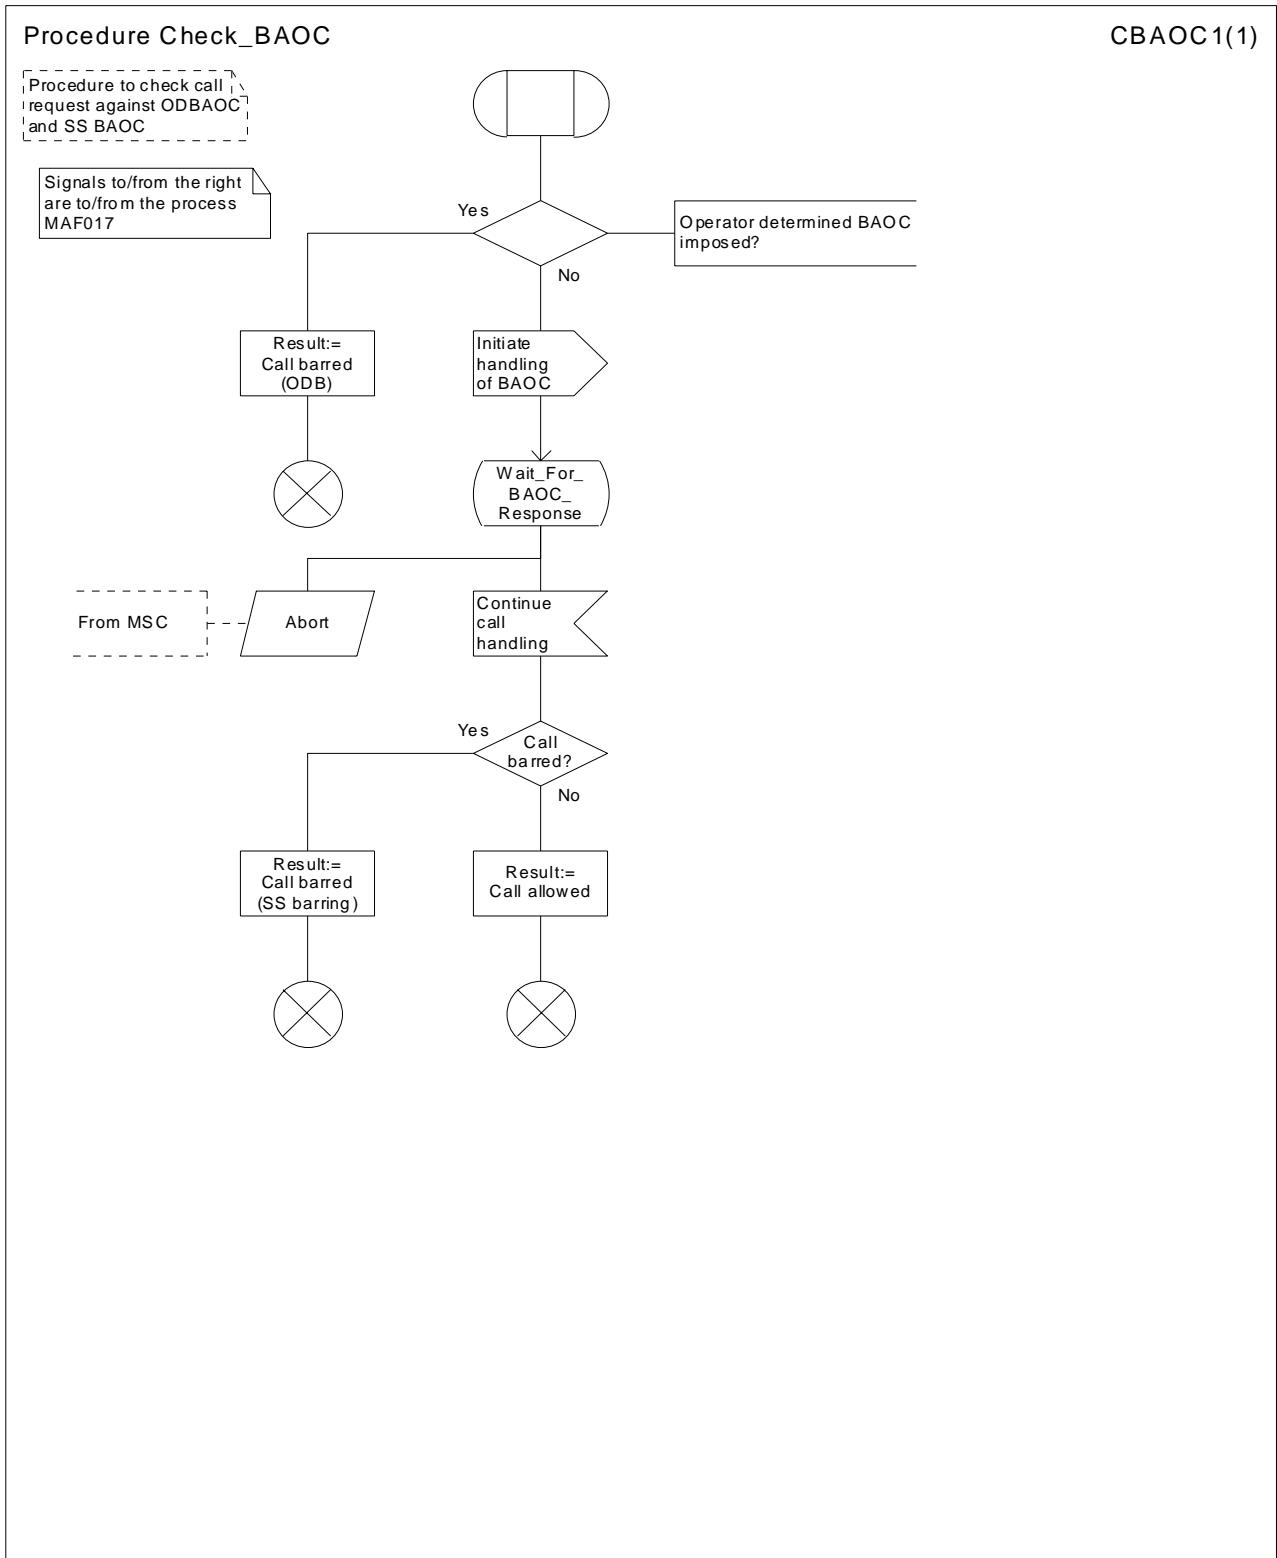 Procedure Check_BAOC
CBAOC1(1)
Procedure to check call
request against ODBAOC
and SS BAOC
Signals to/from the right
are to/from the process
MAF017
Yes
Operator determined BAOC
imposed?
No
Result:=
Call barred
(ODB)
Initiate
handling
of BAOC
Wait_For_
BAOC_
Response
From MSC
Abort
Continue
call
handling
Yes
Call
barred?
No
Result:=
Call barred
(SS barring)
Result:=
Call allowed